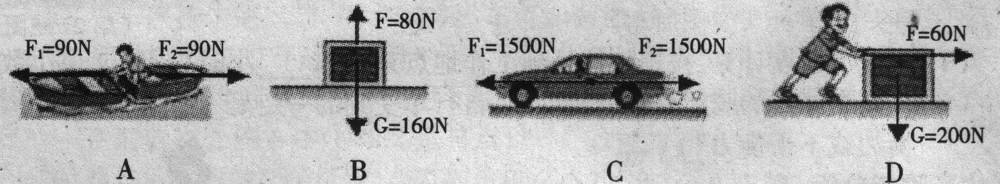 F₁=90N F₂=90N
A
F=80N
G=160N
B
F₁=1500N F₂=1500N
C
F=60N
G=200N
D